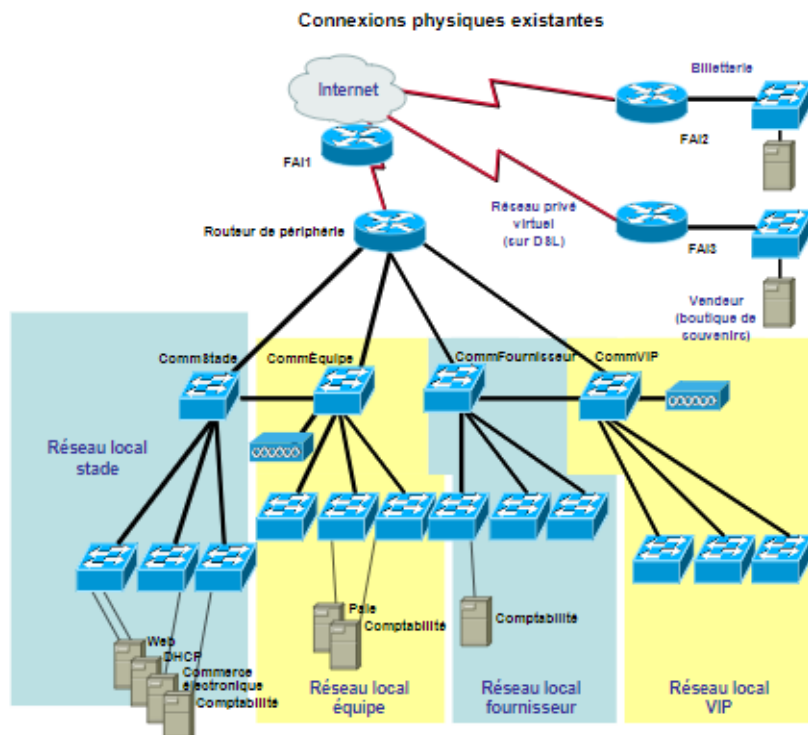 Connexions physiques existantes
Internet
Billetterie
FAI1
FAI2
Routeur de périphérie
Réseau privé
virtuel
(sur DSL)
FAI3
Vendeur
(boutique de
souvenirs)
CommStade
CommÉquipe
CommFournisseur
CommVIP
Réseau local
stade
Web
DHCP
Commerce
électronique
Comptabilité
Paie
Comptabilité
Comptabilité
Réseau local
équipe
Réseau local
fournisseur
Réseau local
VIP